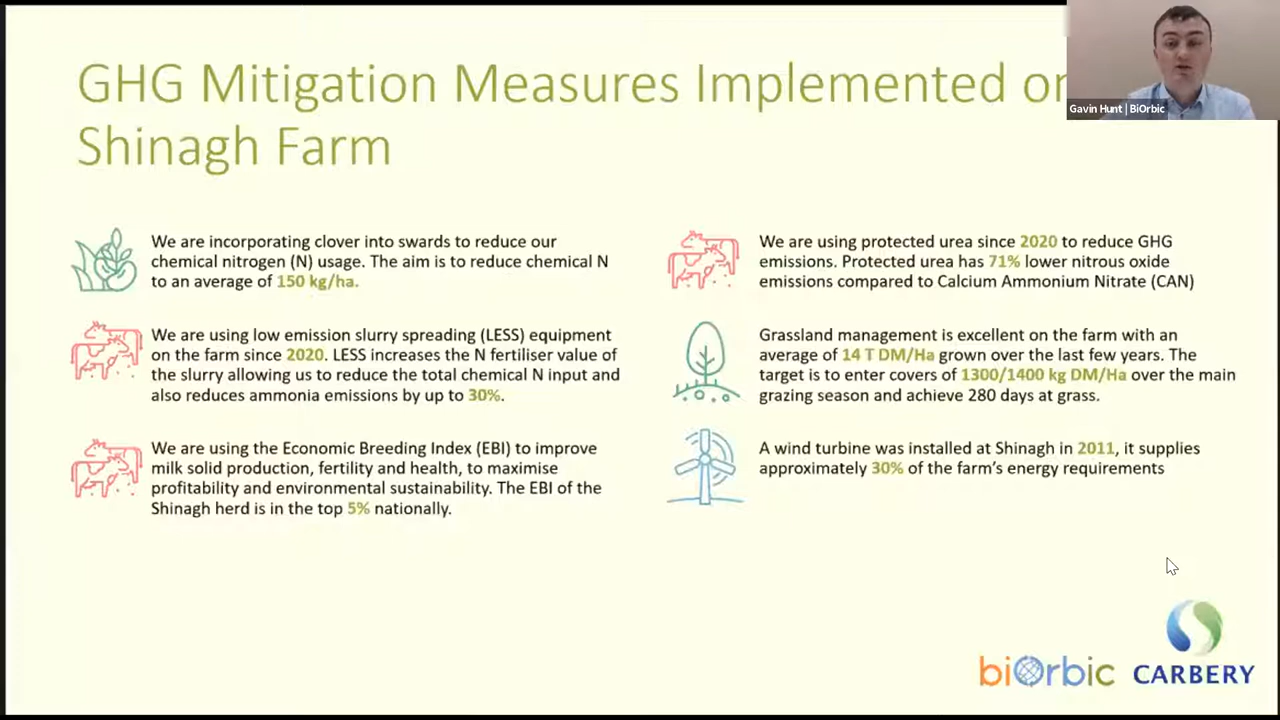 GHG Mitigation Measures Implemented on
Shinagh Farm
Gavin Hunt | BiOrbic
We are incorporating clover into swards to reduce our
chemical nitrogen (N) usage. The aim is to reduce chemical N
to an average of 150 kg/ha.
We are using low emission slurry spreading (LESS) equipment
on the farm since 2020. LESS increases the N fertiliser value of
the slurry allowing us to reduce the total chemical N input and
also reduces ammonia emissions by up to 30%.
We are using the Economic Breeding Index (EBI) to improve
milk solid production, fertility and health, to maximise
profitability and environmental sustainability. The EBI of the
Shinagh herd is in the top 5% nationally.
We are using protected urea since 2020 to reduce GHG
emissions. Protected urea has 71% lower nitrous oxide
emissions compared to Calcium Ammonium Nitrate (CAN)
Grassland management is excellent on the farm with an
average of 14 T DM/Ha grown over the last few years. The
target is to enter covers of 1300/1400 kg DM/Ha over the main
grazing season and achieve 280 days at grass.
A wind turbine was installed at Shinagh in 2011, it supplies
approximately 30% of the farm's energy requirements
biOrbic
CARBERY